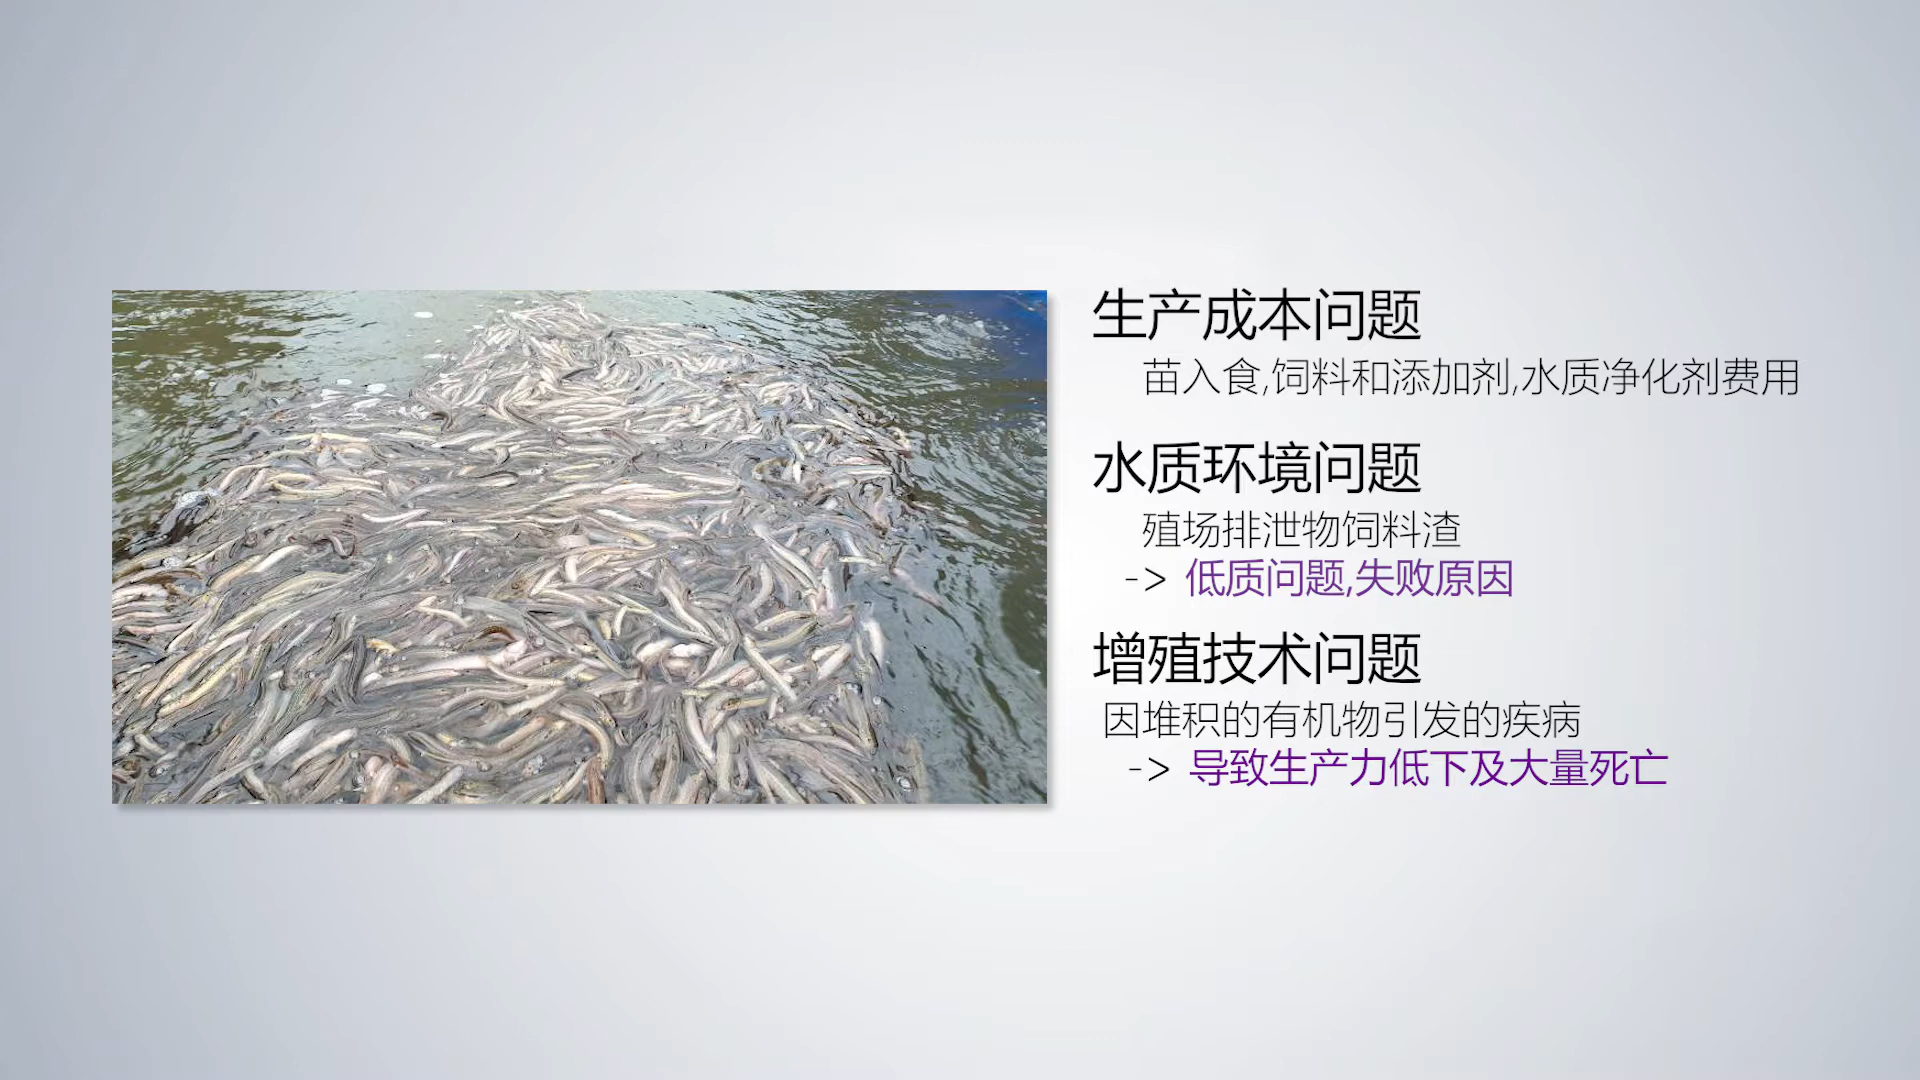 生产成本问题
苗入食,饲料和添加剂,水质净化剂费用
水质环境问题
殖场排泄物饲料渣
-> 低质问题,失败原因
增殖技术问题
因堆积的有机物引发的疾病
-> 导致生产力低下及大量死亡